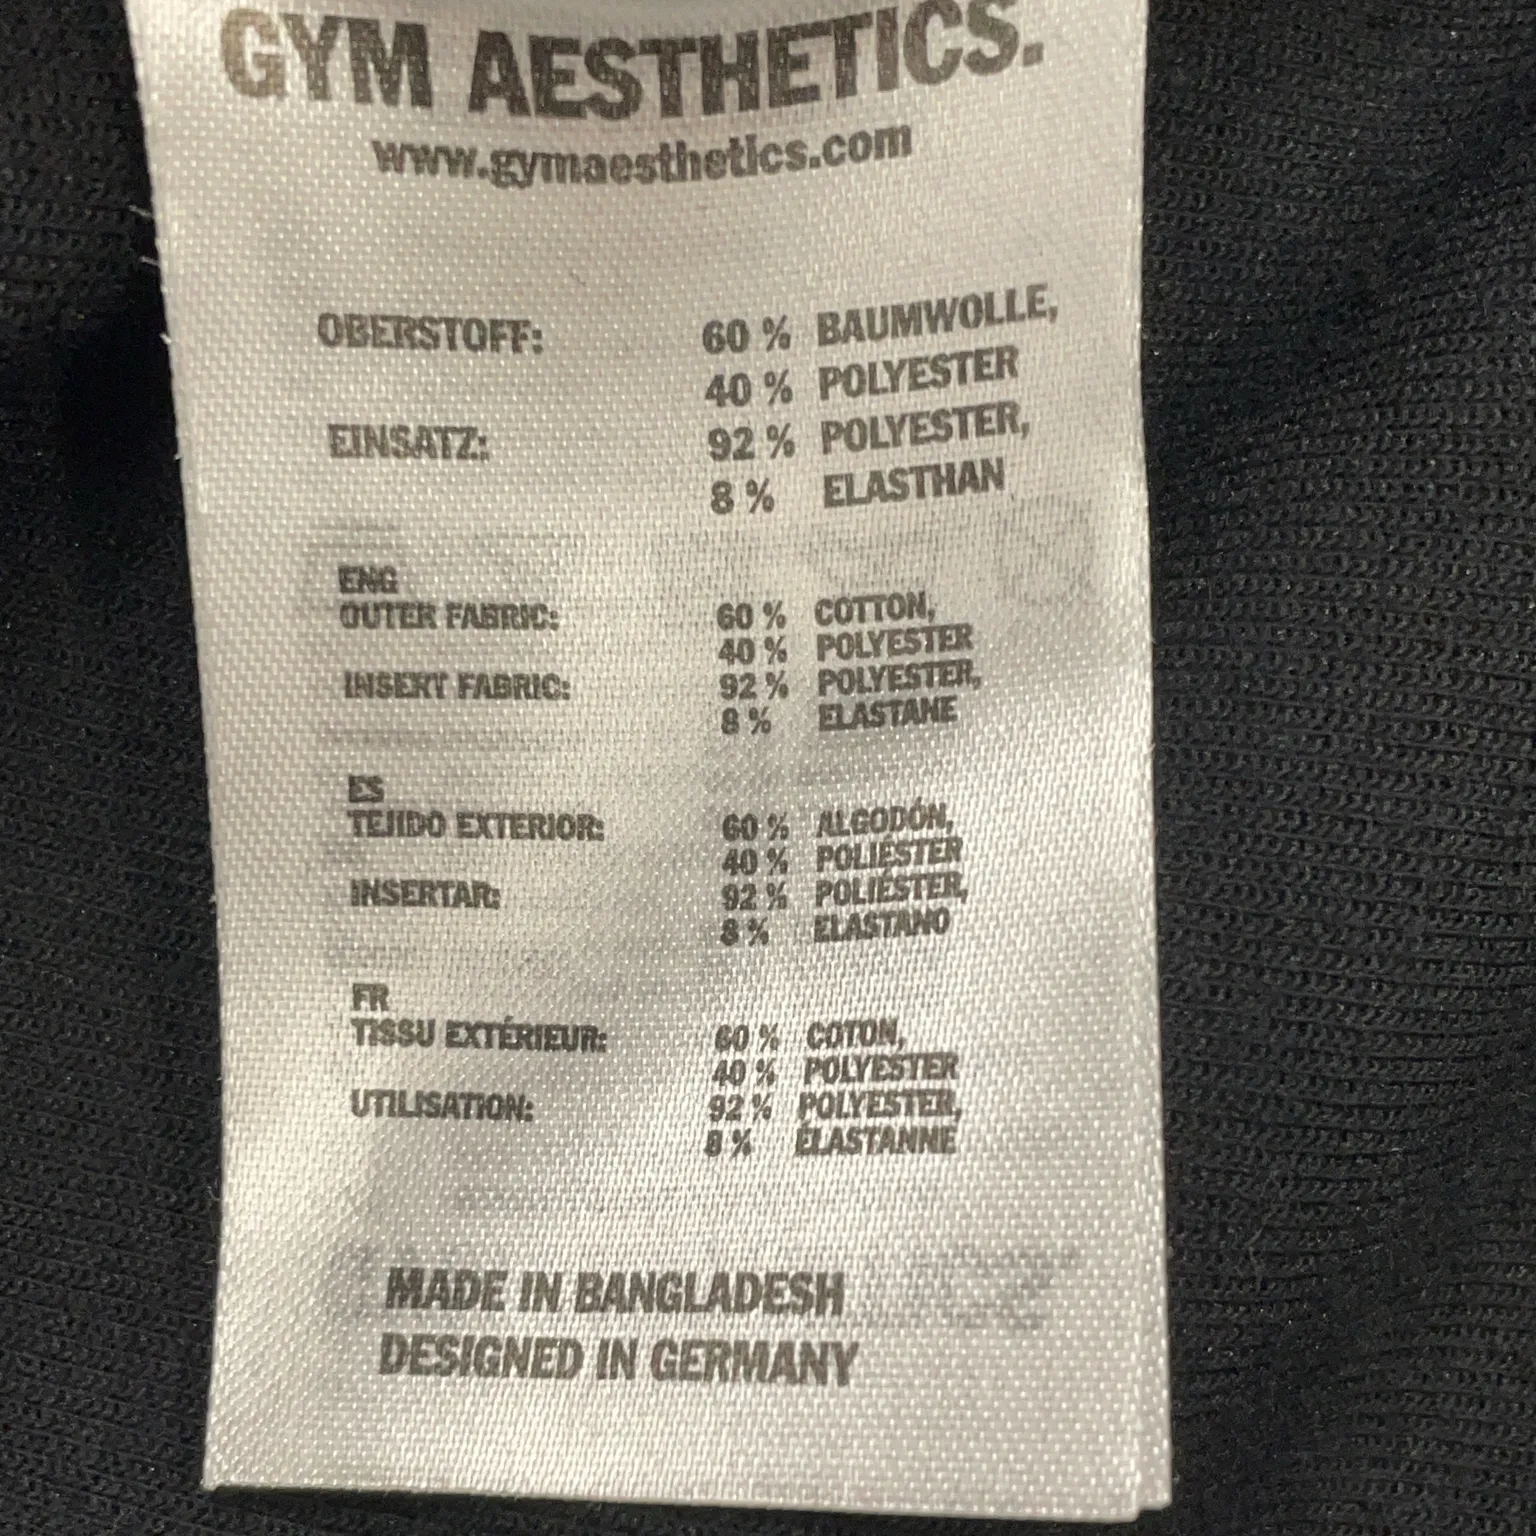 GYM AESTHETICS.
www.gymaesthetics.com
OBERSTOFF: 60 % BAUMWOLLE,
40 % POLYESTER
EINSATZ: 92 % POLYESTER,
8 % ELASTHAN
ENG
OUTER FABRIC: 60 % COTTON,
40 % POLYESTER
INSERT FABRIC: 92 % POLYESTER,
8 % ELASTANE
ES
TEJIDO EXTERIOR: 60 % ALGODÓN,
40 % POLIÉSTER
INSERTAR: 92 % POLIÉSTER,
8 % ELASTANO
FR
TISSU EXTÉRIEUR: 60 % COTON,
40 % POLYESTER
UTILISATION: 92 % POLYESTER,
8 % ÉLASTANNE
MADE IN BANGLADESH
DESIGNED IN GERMANY